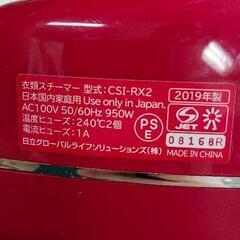 衣類スチーマー 型式:CSI-RX2
日本国内家庭用 Use only in Japan.
AC100V 50/60Hz 950W
温度ヒューズ:240℃2個
電流ヒューズ:1A
日立グローバルライフソリューションズ(株)
PS
E
2019年製
S JET
08168R
MADE IN CHINA